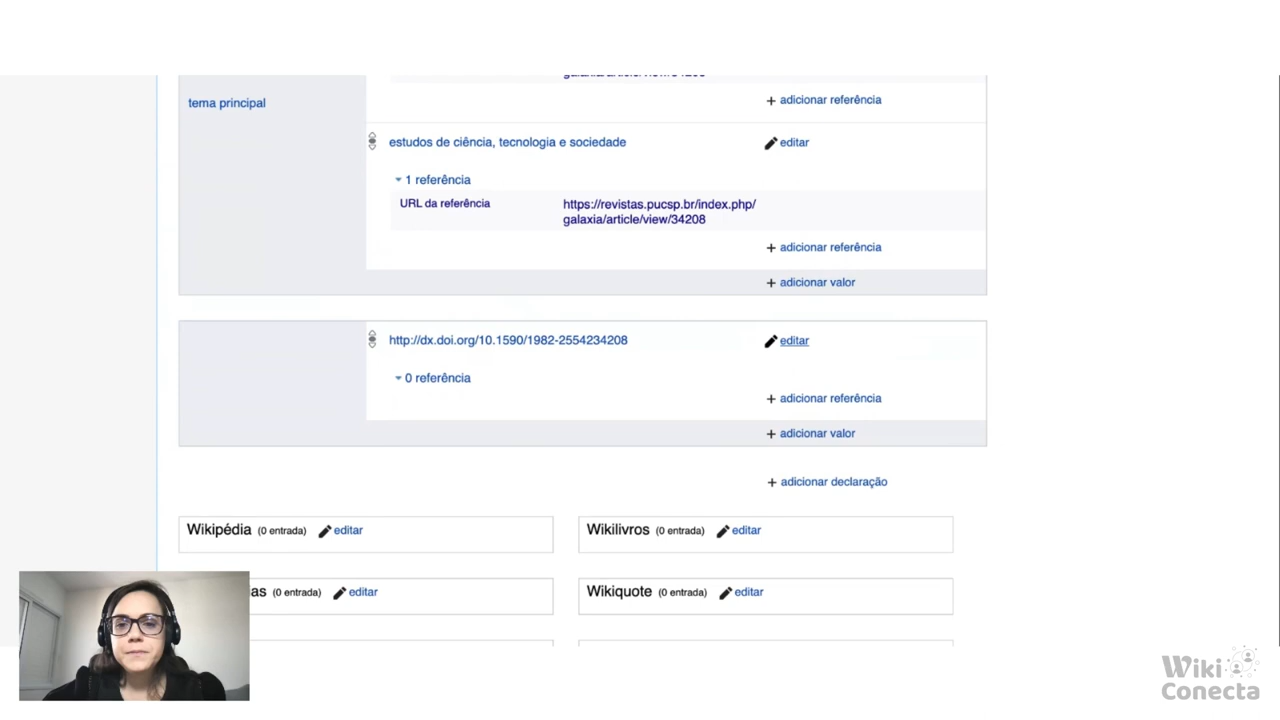 tema principal
+ adicionar referência
estudos de ciência, tecnologia e sociedade
editar
1 referência
URL da referência
https://revistas.pucsp.br/index.php/
galaxia/article/view/34208
+ adicionar referência
+ adicionar valor
http://dx.doi.org/10.1590/1982-2554234208
editar
0 referência
+ adicionar referência
+ adicionar valor
+ adicionar declaração
Wikipédia (0 entrada) editar
Wikilivros (0 entrada) editar
as (0 entrada) editar
Wikiquote (0 entrada) editar
Wiki
Conecta